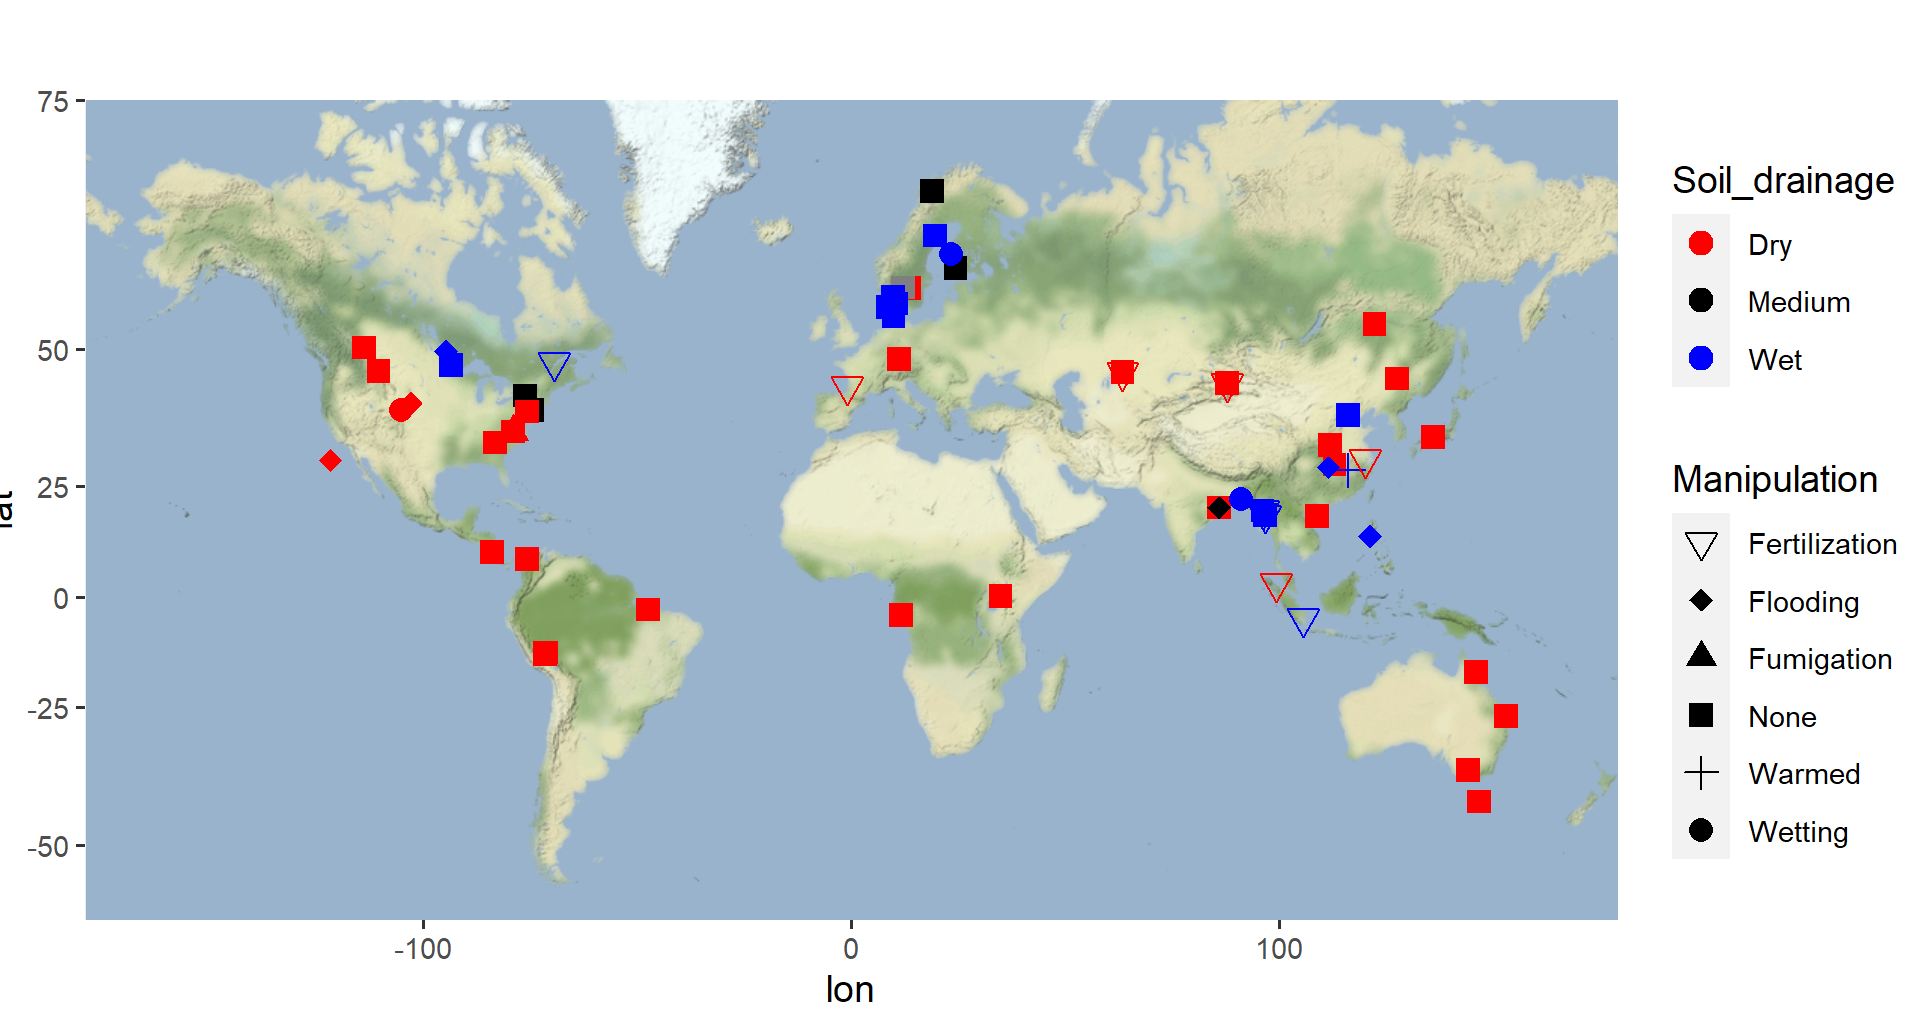 75
50
25
0
-25
-50
lat
-100
0
100
lon
Soil_drainage
Dry
Medium
Wet
Manipulation
Fertilization
Flooding
Fumigation
None
Warmed
Wetting